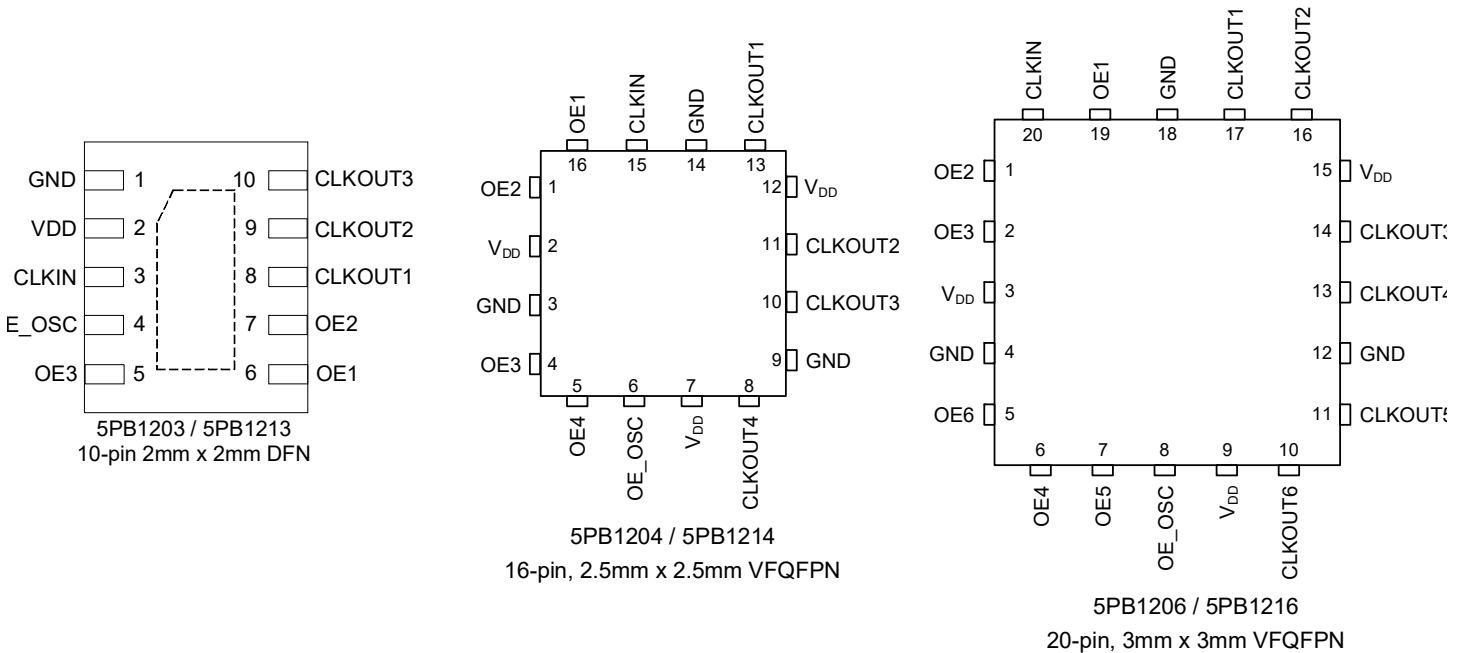 GND 1 10 CLKOUT3
VDD 2 9 CLKOUT2
CLKIN 3 8 CLKOUT1
E_OSC 4 7 OE2
OE3 5 6 OE1
5PB1203 / 5PB1213
10-pin 2mm x 2mm DFN
OE1
CLKIN
GND
CLKOUT1
16 15 14 13
OE2 1 12 VDD
VDD 2 11 CLKOUT2
GND 3 10 CLKOUT3
OE3 4 9 GND
5 6 7 8
OE4
OE_OSC
VDD
CLKOUT4
5PB1204 / 5PB1214
16-pin, 2.5mm x 2.5mm VFQFPN
CLKIN
OE1
GND
CLKOUT1
CLKOUT2
20 19 18 17 16
OE2 1 15 VDD
OE3 2 14 CLKOUT3
VDD 3 13 CLKOUT4
GND 4 12 GND
OE6 5 11 CLKOUT5
6 7 8 9 10
OE4
OE5
OE_OSC
VDD
CLKOUT6
5PB1206 / 5PB1216
20-pin, 3mm x 3mm VFQFPN